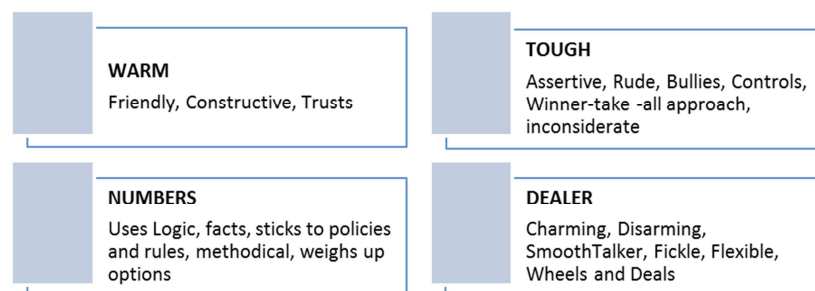 WARM
Friendly, Constructive, Trusts
TOUGH
Assertive, Rude, Bullies, Controls,
Winner-take -all approach,
inconsiderate
NUMBERS
Uses Logic, facts, sticks to policies
and rules, methodical, weighs up
options
DEALER
Charming, Disarming,
SmoothTalker, Fickle, Flexible,
Wheels and Deals